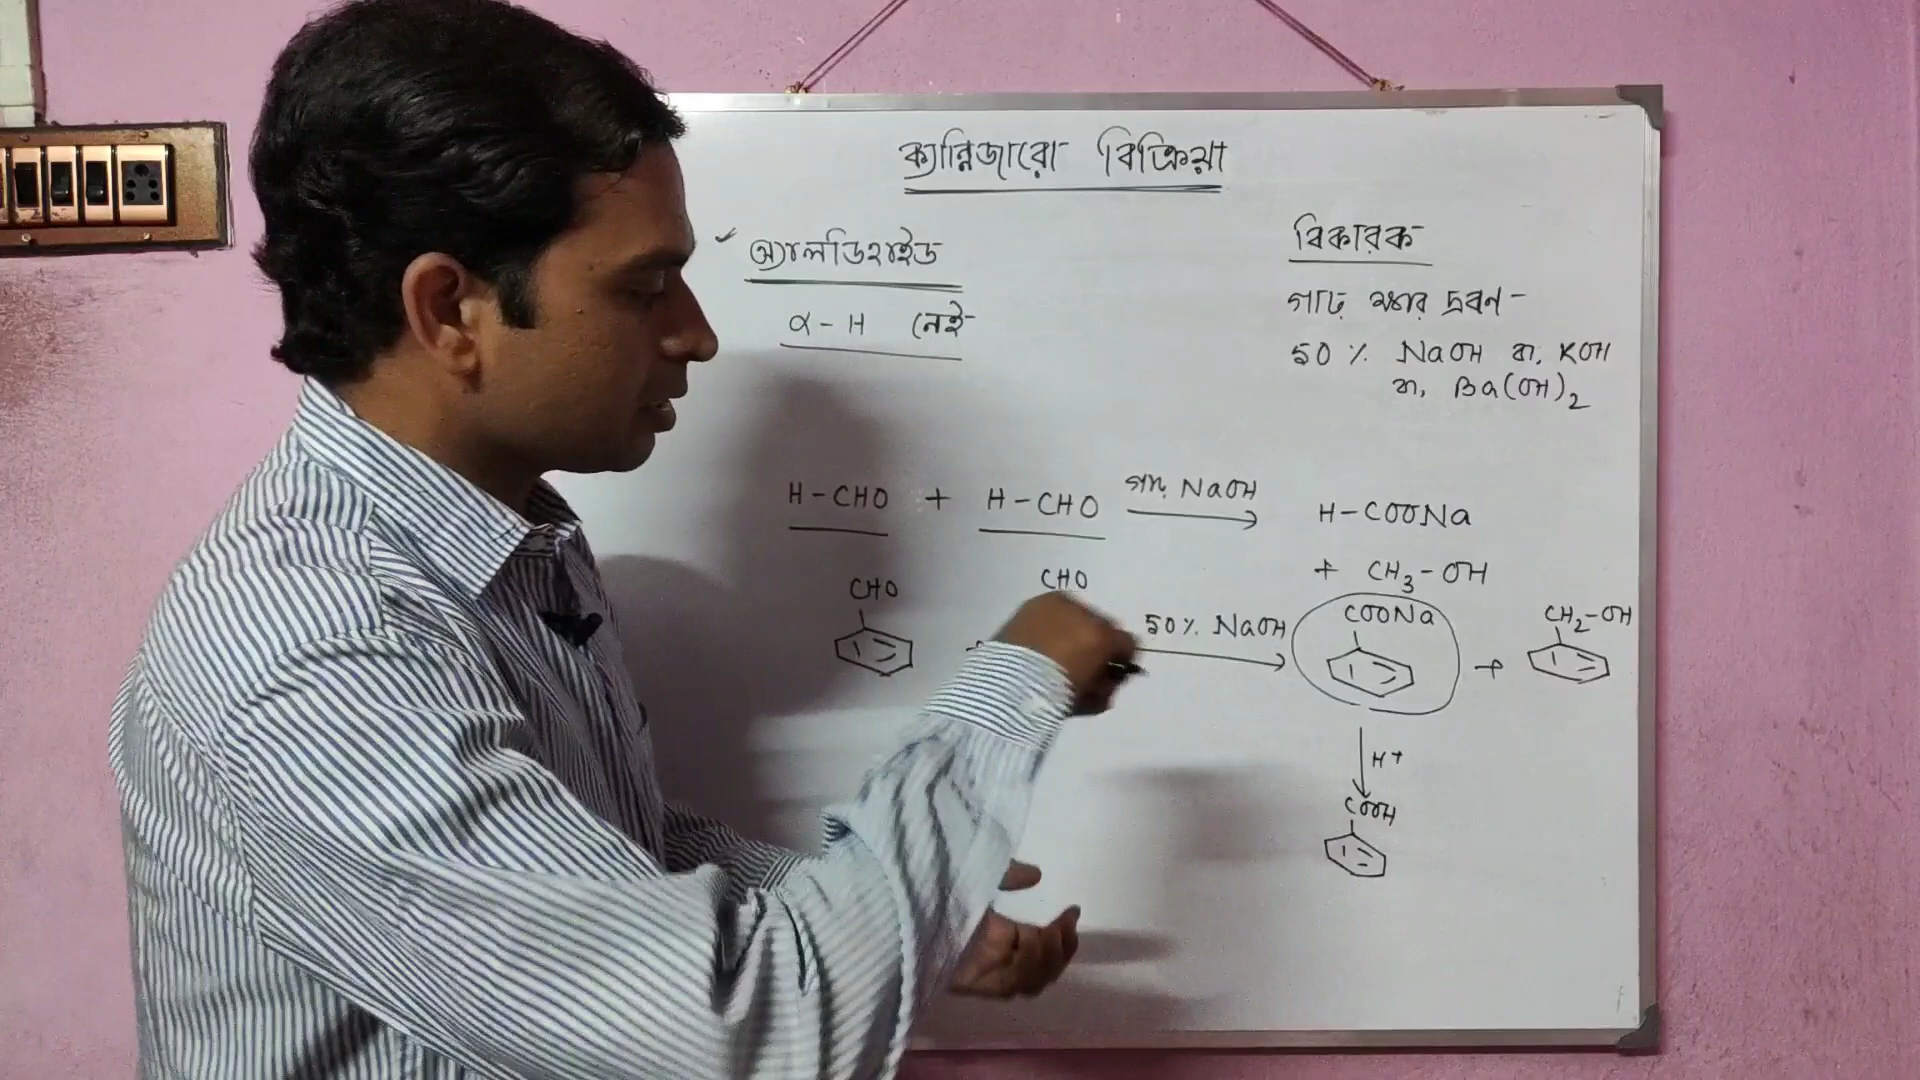 ক্যান্নিজারো বিক্রিয়া
✓ অ্যালডিহাইড
α - H নেই
বিকারক
গাঢ় ক্ষার দ্রবণ -
50 % NaOH বা, KOH
বা, Ba(OH)₂
H - CHO + H - CHO গাঃ NaOH → H - COONa
+ CH₃ - OH
CHO CHO 50% NaOH → COONa + CH₂-OH
↓ H+
COOH